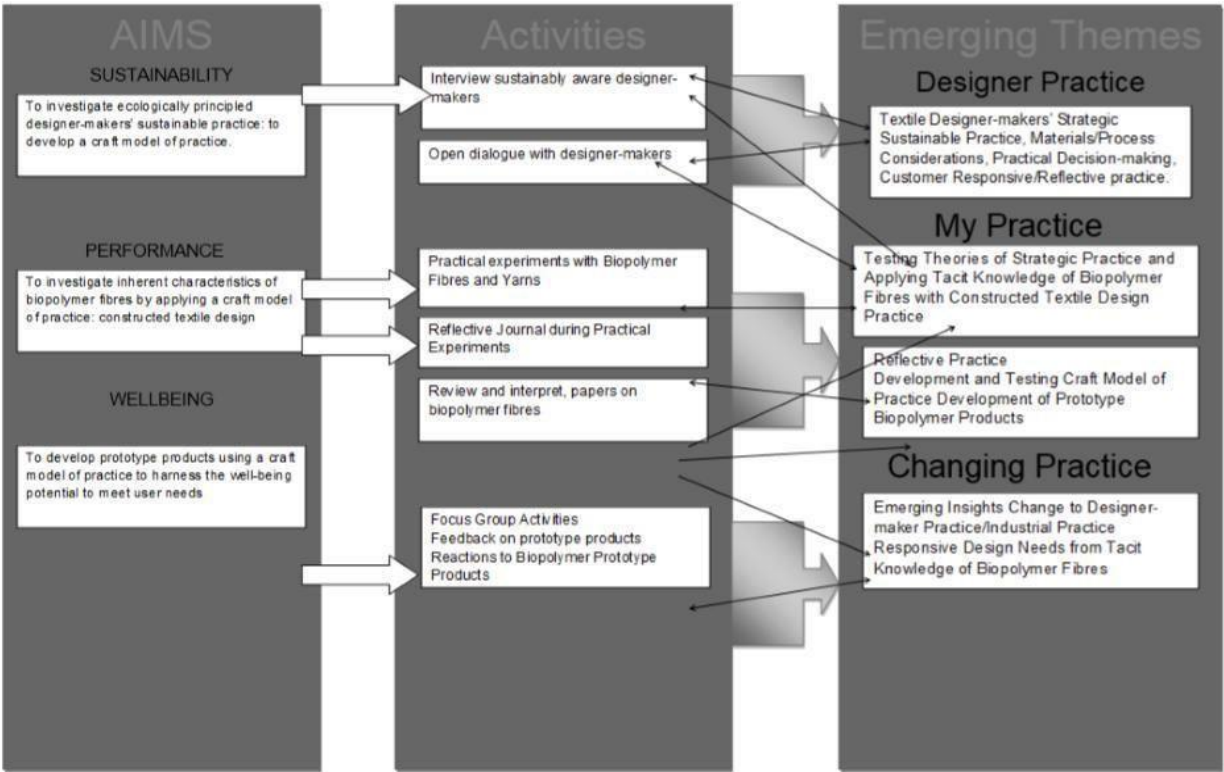 AIMS
SUSTAINABILITY
To investigate ecologically principled
designer-makers' sustainable practice: to
develop a craft model of practice.
PERFORMANCE
To investigate inherent characteristics of
biopolymer fibres by applying a craft model
of practice: constructed textile design
WELLBEING
To develop prototype products using a craft
model of practice to harness the well-being
potential to meet user needs
Activities
Interview sustainably aware designer-
makers
Open dialogue with designer-makers
Practical experiments with Biopolymer
Fibres and Yarns
Reflective Journal during Practical
Experiments
Review and interpret, papers on
biopolymer fibres
Focus Group Activities
Feedback on prototype products
Reactions to Biopolymer Prototype
Products
Emerging Themes
Designer Practice
Textile Designer-makers' Strategic
Sustainable Practice, Materials/Process
Considerations, Practical Decision-making,
Customer Responsive/Reflective practice.
My Practice
Testing Theories of Strategic Practice and
Applying Tacit Knowledge of Biopolymer
Fibres with Constructed Textile Design
Practice
Reflective Practice
Development and Testing Craft Model of
Practice Development of Prototype
Biopolymer Products
Changing Practice
Emerging Insights Change to Designer-
maker Practice/Industrial Practice
Responsive Design Needs from Tacit
Knowledge of Biopolymer Fibres